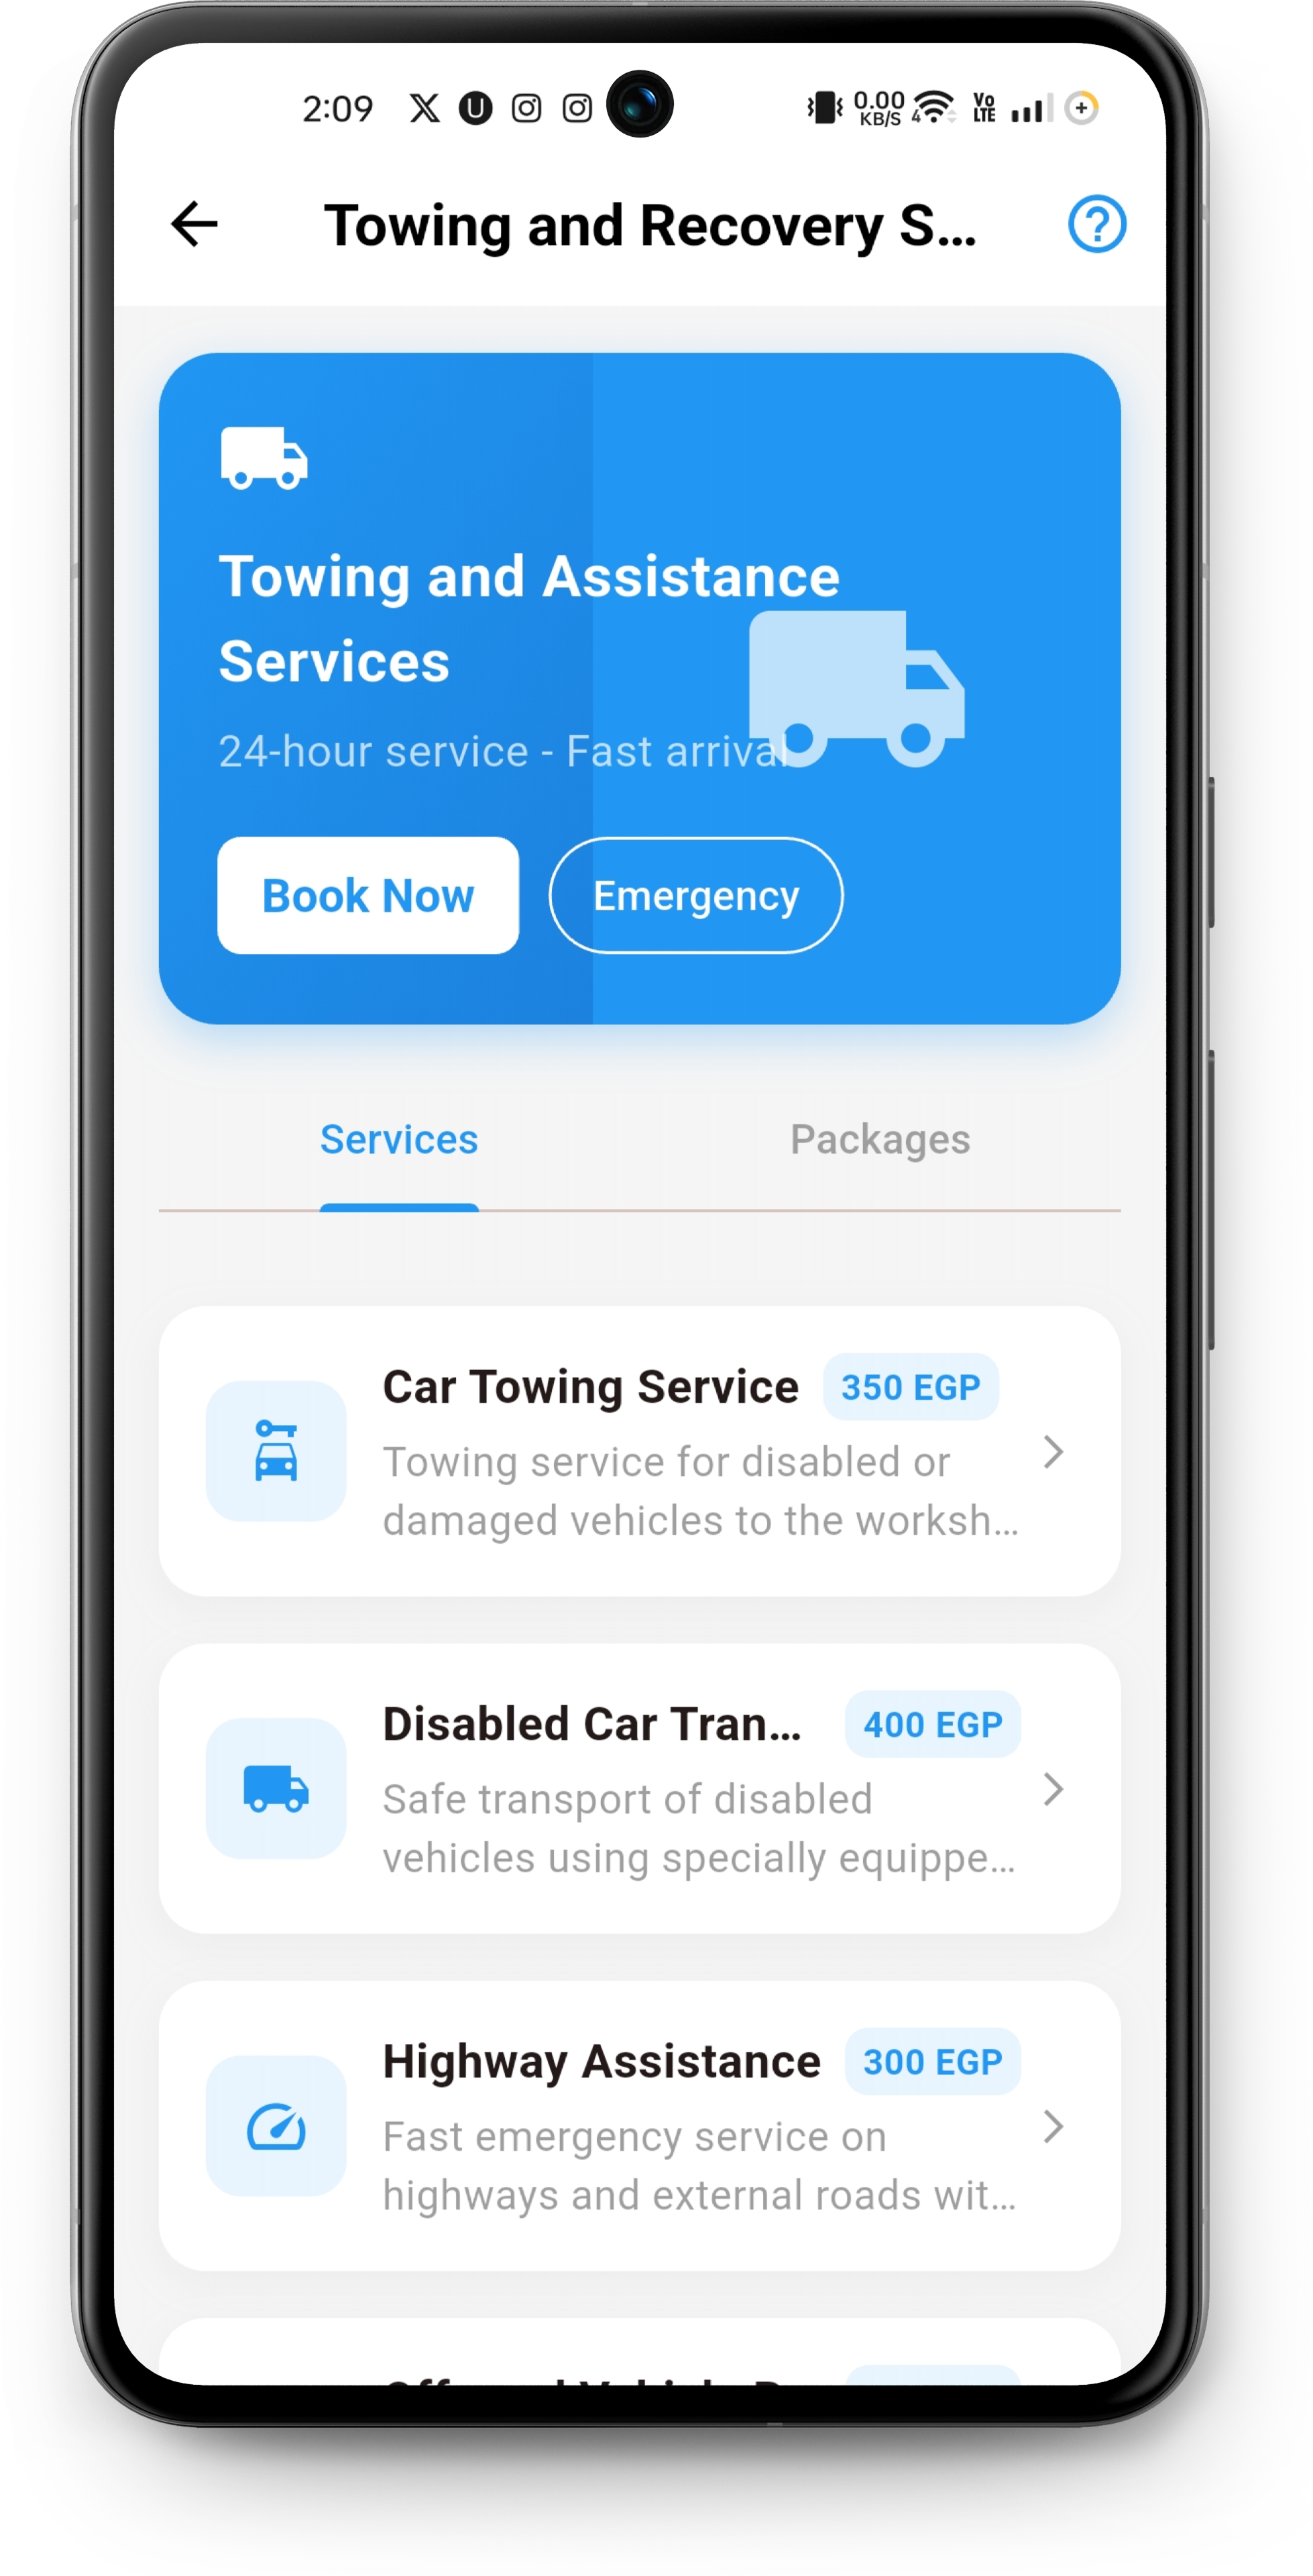 2:09
0.00
KB/S
4
Vo
LTE
Towing and Recovery S...
Towing and Assistance
Services
24-hour service - Fast arrival
Book Now
Emergency
Services
Packages
Car Towing Service
350 EGP
Towing service for disabled or
damaged vehicles to the worksh...
Disabled Car Tran...
400 EGP
Safe transport of disabled
vehicles using specially equippe...
Highway Assistance
300 EGP
Fast emergency service on
highways and external roads wit...